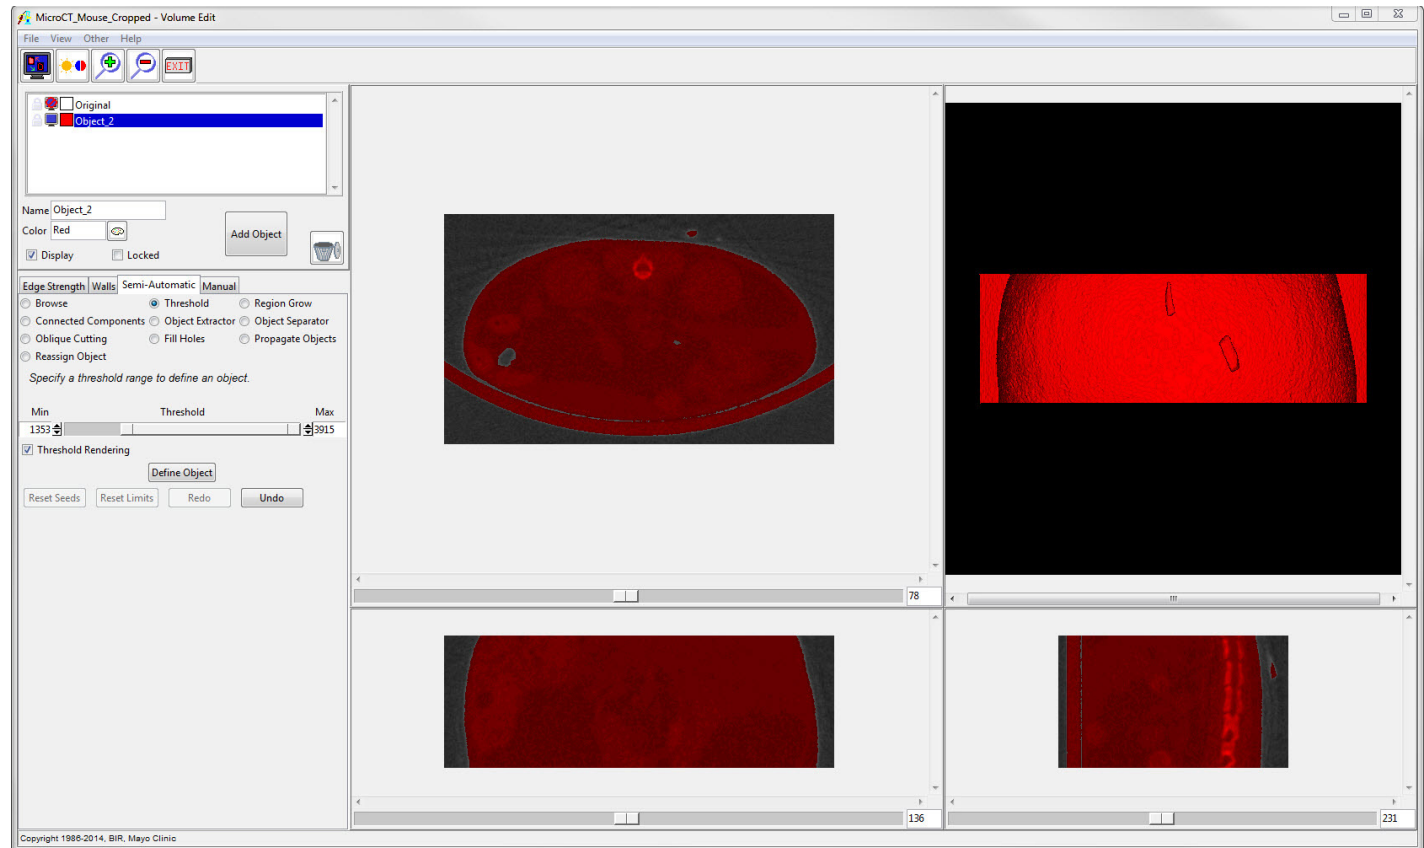 MicroCT_Mouse_Cropped - Volume Edit
File View Other Help
EXIT
Original
Object_2
Name Object_2
Color Red
Add Object
Display Locked
Edge Strength Walls Semi-Automatic Manual
Browse Threshold Region Grow
Connected Components Object Extractor Object Separator
Oblique Cutting Fill Holes Propagate Objects
Reassign Object
Specify a threshold range to define an object.
Min Threshold Max
1353 3915
Threshold Rendering
Define Object
Reset Seeds Reset Limits Redo Undo
78
136
231
Copyright 1986-2014, BIR, Mayo Clinic